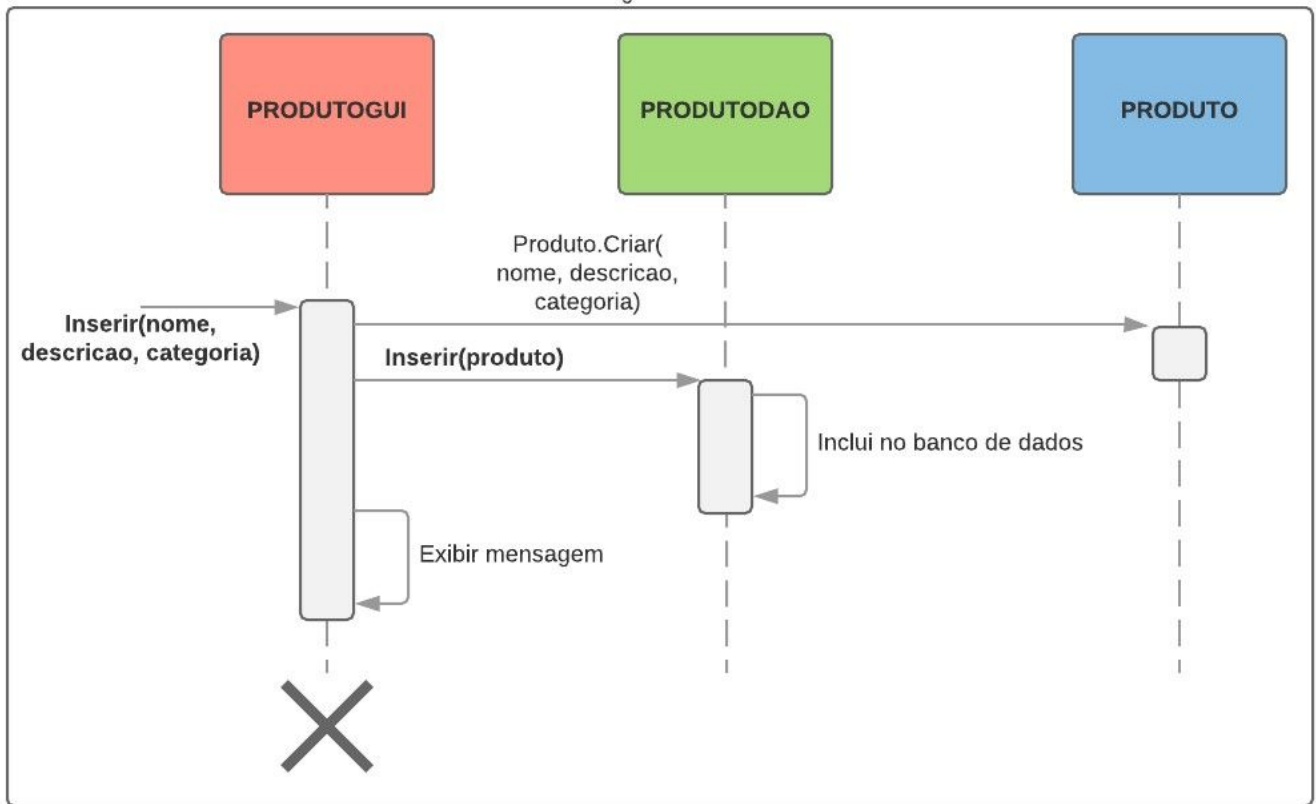 PRODUTOGUI
PRODUTODAO
PRODUTO
Produto.Criar(
nome, descricao,
categoria)
Inserir(nome,
descricao, categoria)
Inserir(produto)
Inclui no banco de dados
Exibir mensagem